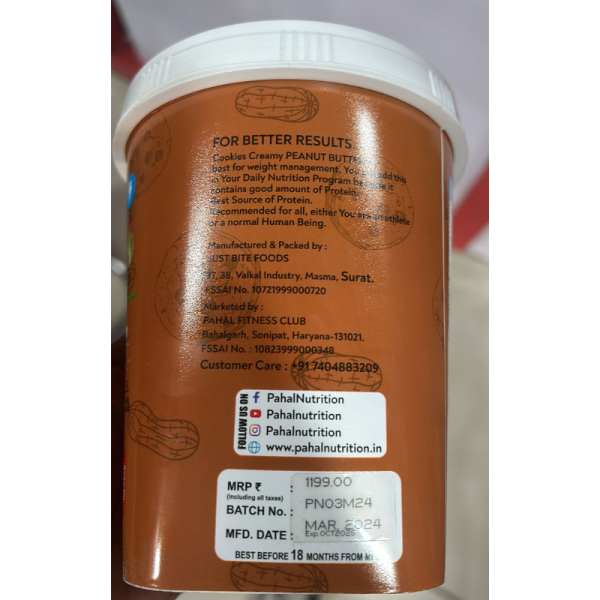 FOR BETTER RESULTS
Cookies Creamy PEANUT
best for weight management. add this
in Your Daily Nutrition Program it
contains good amount of Protein.
Best Source of Protein.
Recommended for all, either You are an athlete
or a normal Human Being.
Manufactured & Packed by :
JUST BITE FOODS
37, 38, Valkal Industry, Masma, Surat.
FSSAI No. 10721999000720
Marketed by :
PAHAL FITNESS CLUB
Bahalgarh, Sonipat, Haryana-131021.
FSSAI No. : 10823999000348
Customer Care : +91 7404883209
FOLLOW US ON
PahalNutrition
Pahalnutrition
Pahalnutrition
www.pahalnutrition.in
MRP ₹ : 1199.00
(Including all taxes)
BATCH No. : PN03M24
MFD. DATE : MAR, 2024
Exp.OCT2025
BEST BEFORE 18 MONTHS FROM